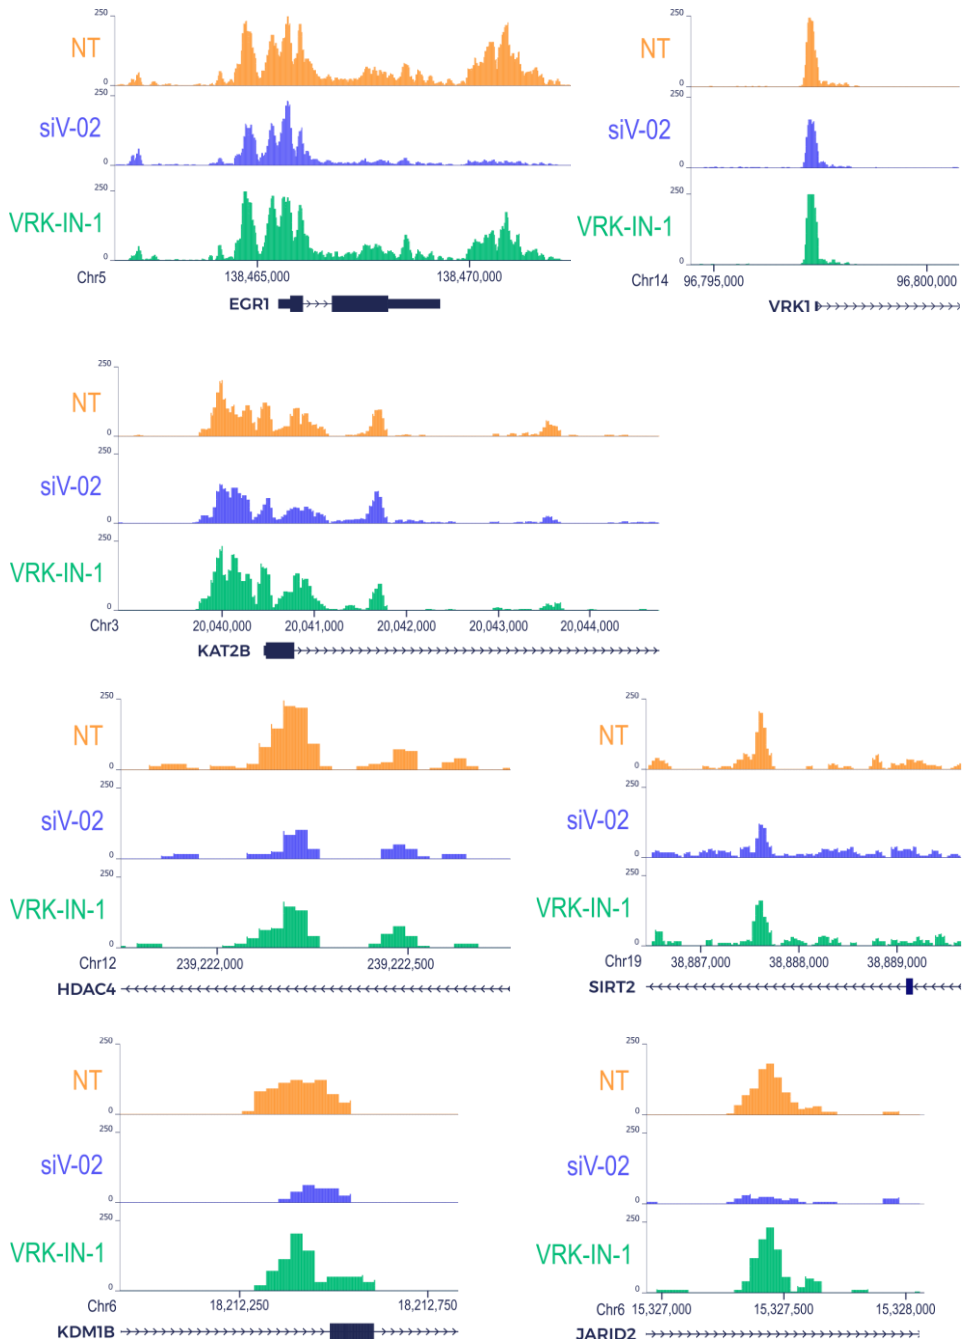 250
NT
0
250
siV-02
0
250
VRK-IN-1
0
Chr5
138,465,000
138,470,000
EGR1
250
NT
0
250
siV-02
0
250
VRK-IN-1
0
Chr14
96,795,000
96,800,000
VRK1
250
NT
0
250
siV-02
0
250
VRK-IN-1
0
Chr3
20,040,000
20,041,000
20,042,000
20,043,000
20,044,000
KAT2B
250
NT
0
250
siV-02
0
250
VRK-IN-1
0
Chr12
239,222,000
239,222,500
HDAC4
250
NT
0
250
siV-02
0
250
VRK-IN-1
0
Chr19
38,887,000
38,888,000
38,889,000
SIRT2
250
NT
0
250
siV-02
0
250
VRK-IN-1
0
Chr6
18,212,250
18,212,750
KDM1B
250
NT
0
250
siV-02
0
250
VRK-IN-1
0
Chr6
15,327,000
15,327,500
15,328,000
JARID2